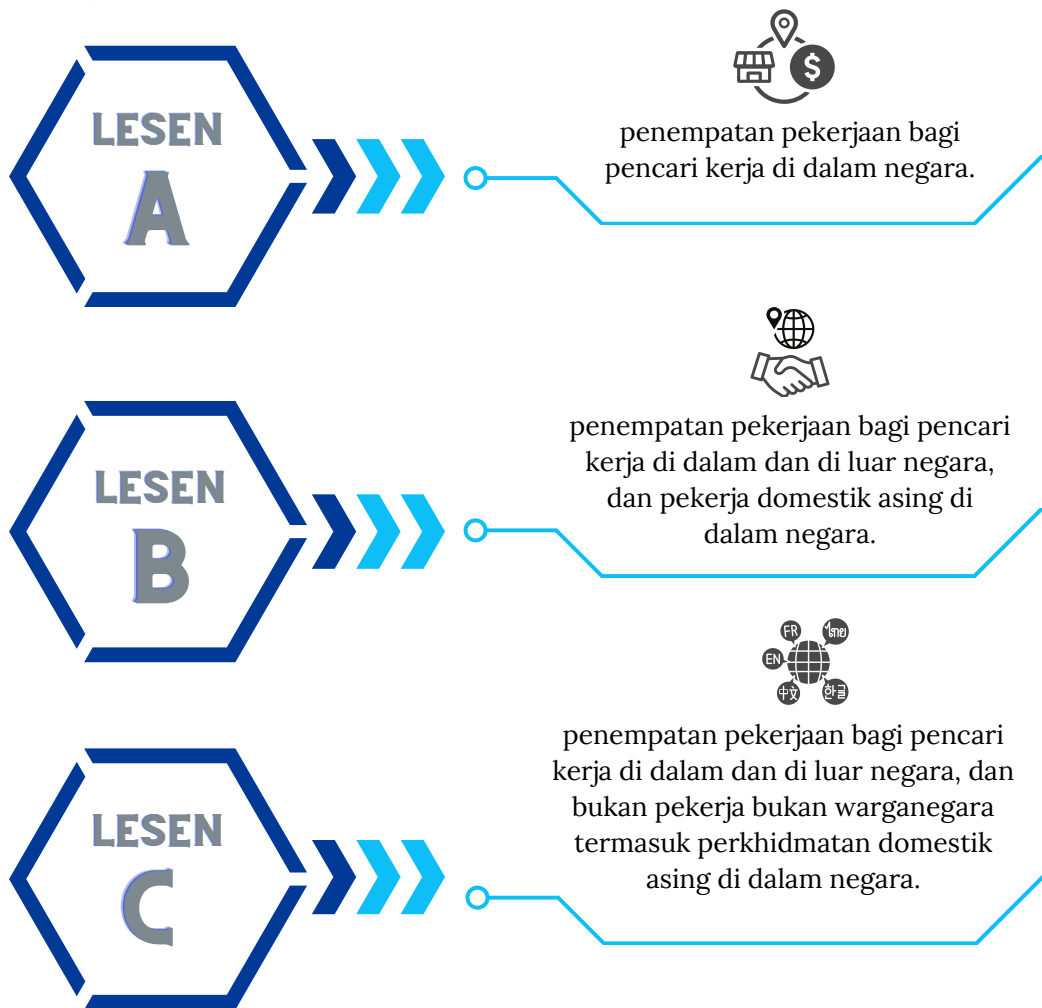 LESEN
A
$
penempatan pekerjaan bagi
pencari kerja di dalam negara.
LESEN
B
penempatan pekerjaan bagi pencari
kerja di dalam dan di luar negara,
dan pekerja domestik asing di
dalam negara.
LESEN
C
FR
ไทย
EN
中文
한글
penempatan pekerjaan bagi pencari
kerja di dalam dan di luar negara, dan
bukan pekerja bukan warganegara
termasuk perkhidmatan domestik
asing di dalam negara.